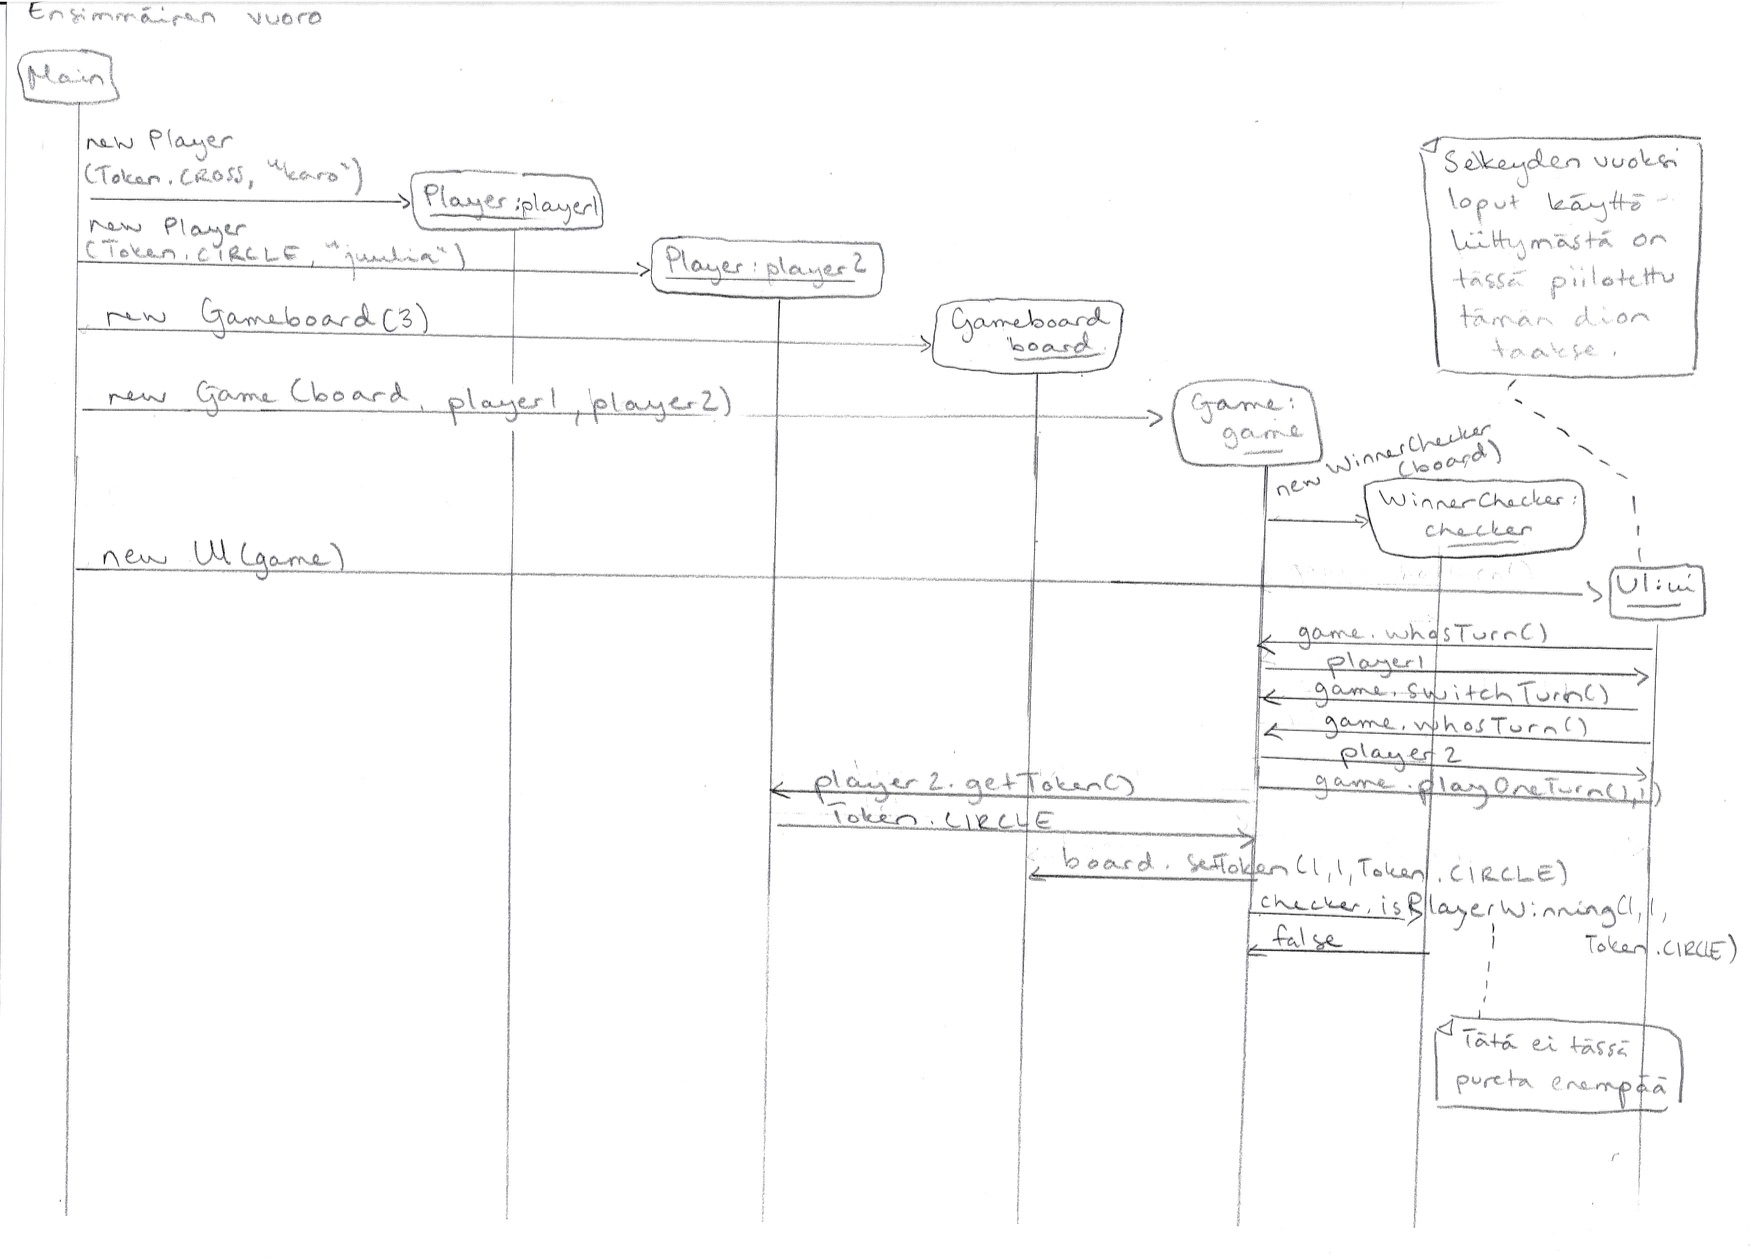 Ensimmäinen vuoro
Main
new Player
(Token.CROSS, "karo")
Player:player1
new Player
(Token.CIRCLE, "juulia")
Player:player2
new Gameboard(3)
Gameboard
board
new Game(board, player1, player2)
Game:
game
new WinnerChecker
(board)
WinnerChecker:
checker
Selkeyden vuoksi
loput käyttö-
liittymästä on
tässä piilotettu
tämän olion
taakse.
new UI(game)
UI:ui
game.whosTurn()
player1
game.switchTurn()
game.whosTurn()
player2
game.playOneTurn(1,1)
player2.getToken()
Token.CIRCLE
board.setToken(1,1,Token.CIRCLE)
checker.isPlayerWinning(1,1,
Token.CIRCLE)
false
Tätä ei tässä
pureta enempää